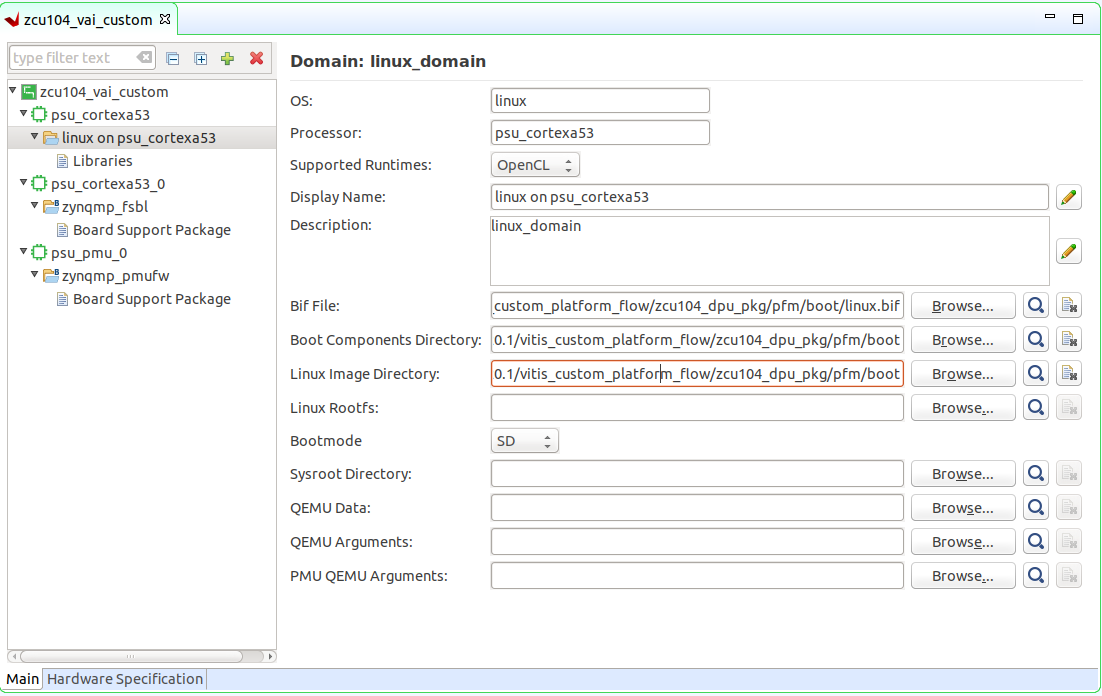 zcu104_vai_custom
type filter text
zcu104_vai_custom
psu_cortexa53
linux on psu_cortexa53
Libraries
psu_cortexa53_0
zynqmp_fsbl
Board Support Package
psu_pmu_0
zynqmp_pmufw
Board Support Package
Domain: linux_domain
OS: linux
Processor: psu_cortexa53
Supported Runtimes: OpenCL
Display Name: linux on psu_cortexa53
Description: linux_domain
Bif File: _custom_platform_flow/zcu104_dpu_pkg/pfm/boot/linux.bif Browse...
Boot Components Directory: 0.1/vitis_custom_platform_flow/zcu104_dpu_pkg/pfm/boot Browse...
Linux Image Directory: 0.1/vitis_custom_platform_flow/zcu104_dpu_pkg/pfm/boot Browse...
Linux Rootfs: Browse...
Bootmode SD
Sysroot Directory: Browse...
QEMU Data: Browse...
QEMU Arguments: Browse...
PMU QEMU Arguments: Browse...
Main Hardware Specification